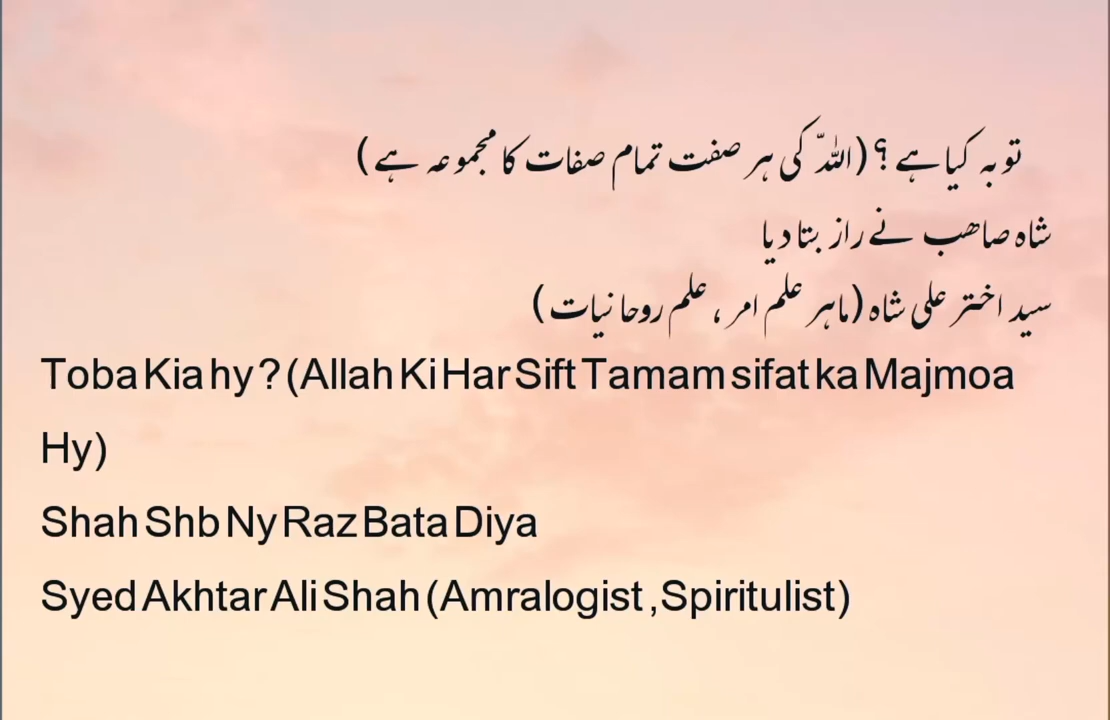 توبہ کیا ہے ؟ (اللہّ کی ہر صفت تمام صفات کا مجموعہ ہے )
شاہ صاھب نے راز بتا دیا
سید اختر علی شاہ (ماہر علم امر ، علم روحانیات )
Toba Kia hy ? (Allah Ki Har Sift Tamam sifat ka Majmoa
Hy)
Shah Shb Ny Raz Bata Diya
Syed Akhtar Ali Shah (Amralogist ,Spiritulist)